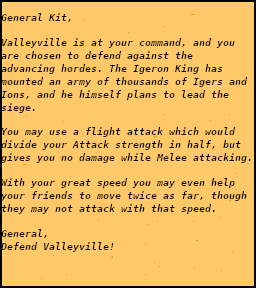 General Kit,
Valleyville is at your command, and you
are chosen to defend against the
advancing hordes. The Igeron King has
mounted an army of thousands of Igers and
Ions, and he himself plans to lead the
siege.
You may use a flight attack which would
divide your Attack strength in half, but
gives you no damage while Melee attacking.
With your great speed you may even help
your friends to move twice as far, though
they may not attack with that speed.
General,
Defend Valleyville!